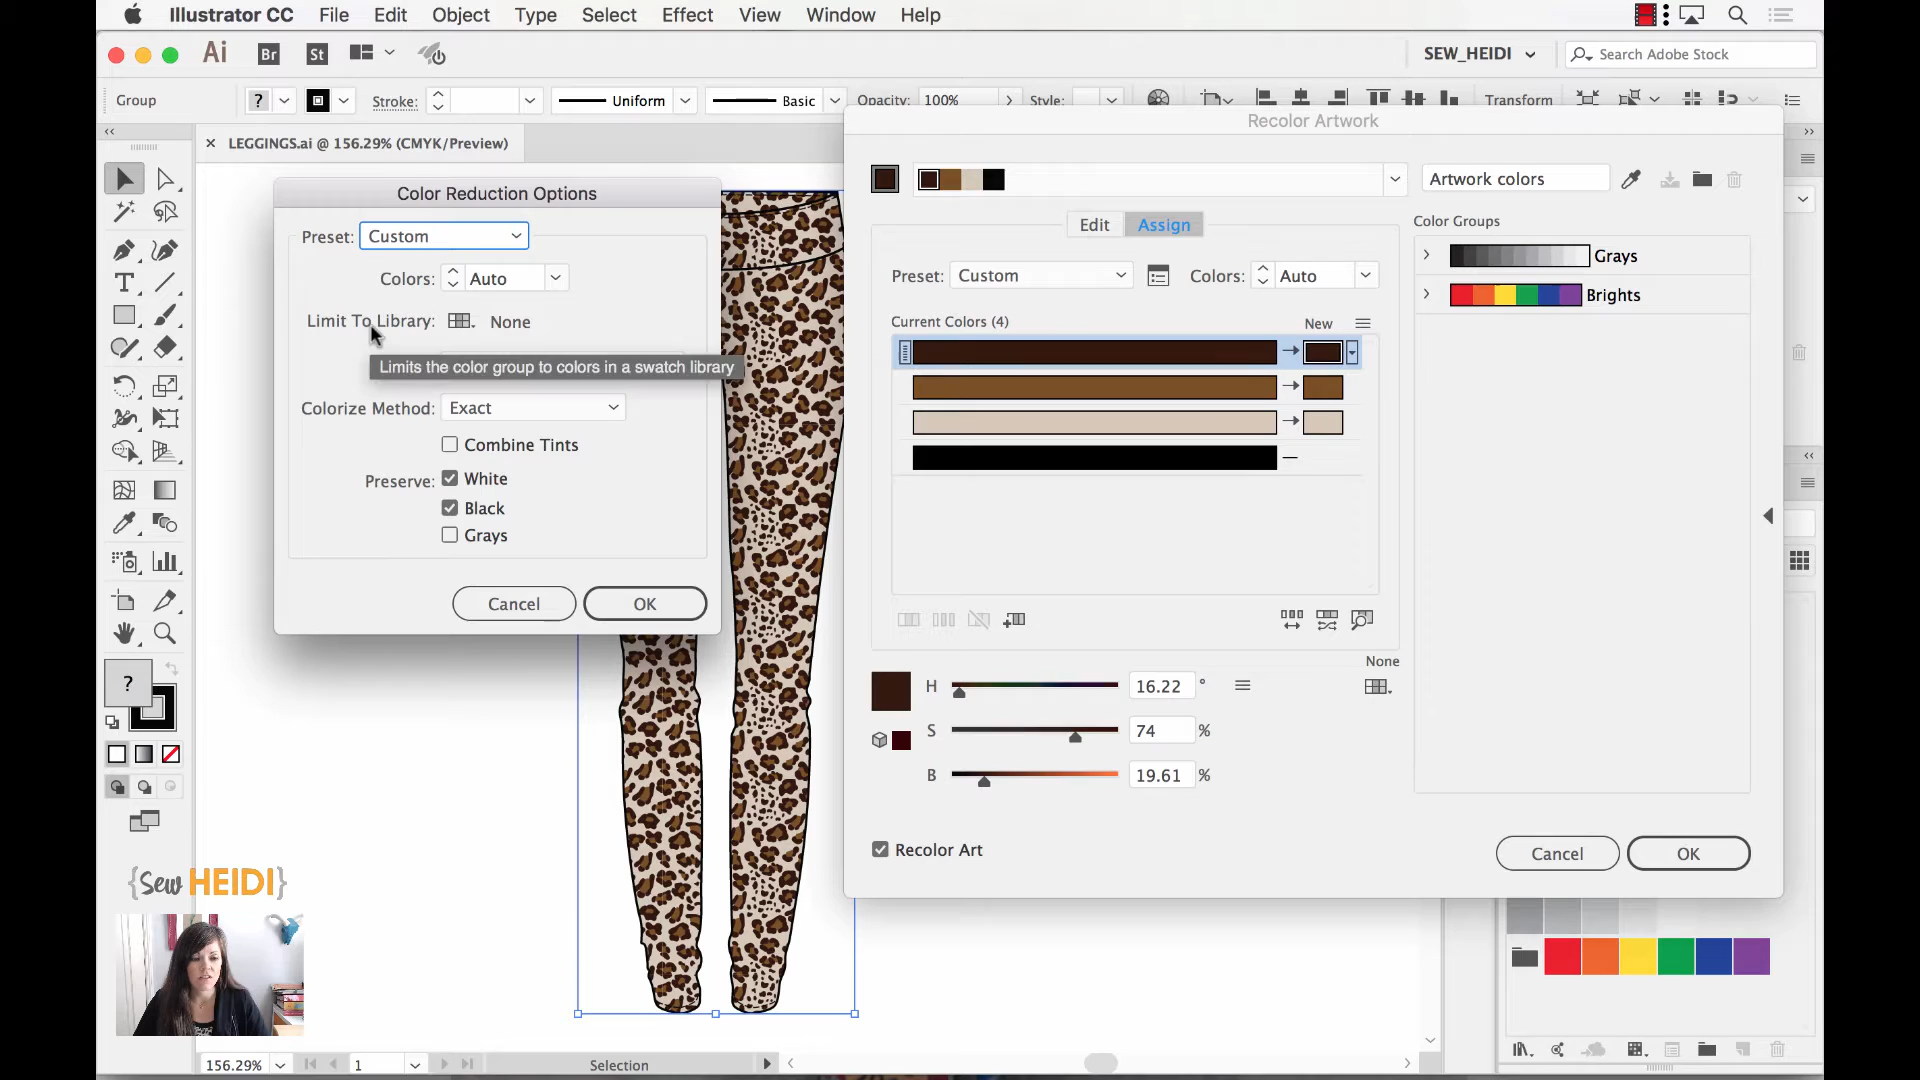 Illustrator CC File Edit Object Type Select Effect View Window Help
Ai Br St SEW_HEIDI Search Adobe Stock
Group ? Stroke: Uniform Basic Opacity: 100% Style: Transform
× LEGGINGS.ai @ 156.29% (CMYK/Preview)
Color Reduction Options
Preset: Custom
Colors: Auto
Limit To Library: None
Limits the color group to colors in a swatch library
Colorize Method: Exact
Combine Tints
Preserve: White
Black
Grays
Cancel OK
Recolor Artwork
Artwork colors
Edit Assign
Color Groups
Grays
Brights
Preset: Custom Colors: Auto
Current Colors (4) New
None
H 16.22 °
S 74 %
B 19.61 %
Recolor Art
Cancel OK
?
{Sew HEIDI}
156.29% 1 Selection